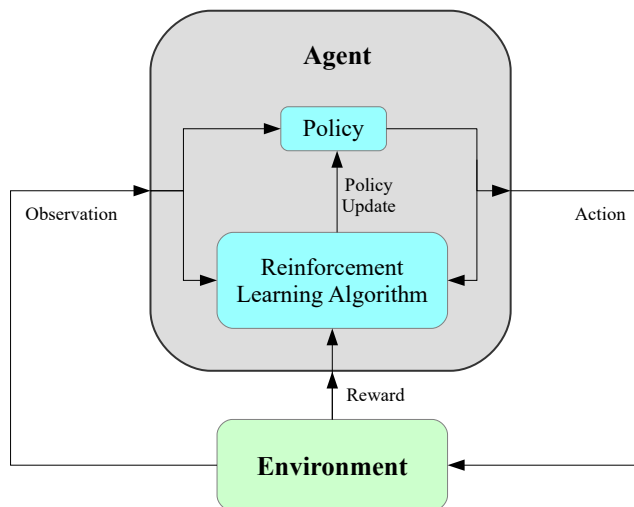 Agent
Policy
Policy
Update
Observation
Action
Reinforcement
Learning Algorithm
Reward
Environment